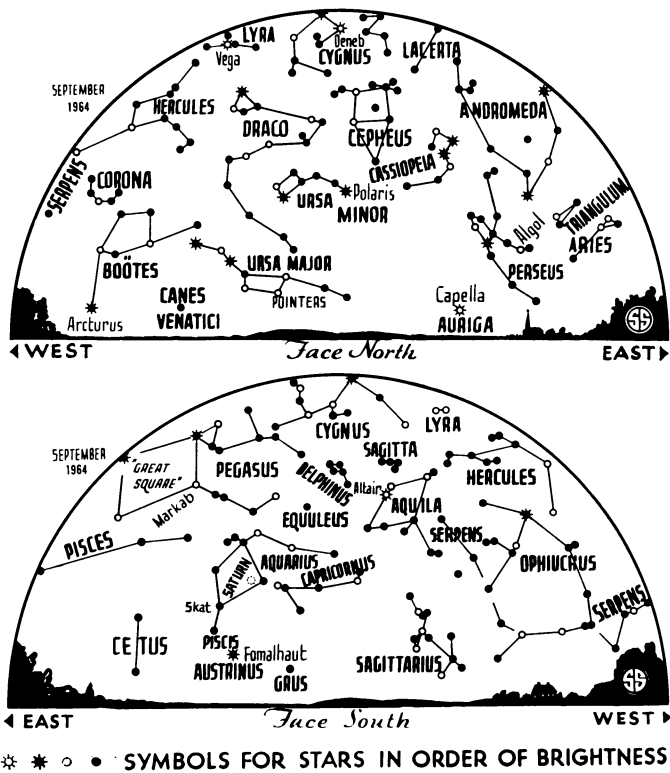 LYRA
Vega
Deneb
CYGNUS
LACERTA
SEPTEMBER
1964
HERCULES
DRACO
CEPHEUS
ANDROMEDA
CASSIOPEIA
SERPENS
CORONA
URSA
MINOR
Polaris
TRIANGULUM
Algol
ARIES
BOÖTES
URSA MAJOR
PERSEUS
CANES
VENATICI
POINTERS
Capella
AURIGA
Arcturus
SS
WEST
Face North
EAST
CYGNUS
LYRA
SEPTEMBER
1964
"GREAT
SQUARE"
PEGASUS
SAGITTA
DELPHINUS
HERCULES
Markab
Altair
AQUILA
EQUULEUS
SERPENS
PISCES
AQUARIUS
SATURN
CAPRICORNUS
OPHIUCHUS
Skat
SERPENS
CETUS
PISCIS
AUSTRINUS
Fomalhaut
GRUS
SAGITTARIUS
SS
EAST
Face South
WEST
SYMBOLS FOR STARS IN ORDER OF BRIGHTNESS